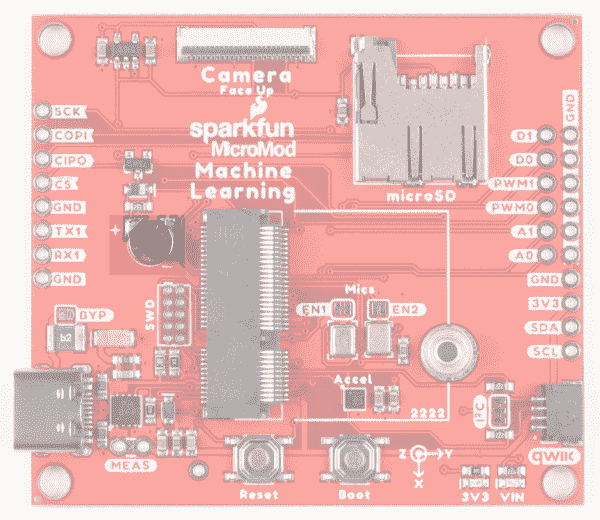 Camera
Face Up
sparkfun
MicroMod
Machine
Learning
microSD
SCK
COPI
CIPO
CS
GND
TX1
RX1
GND
GND
D1
D0
PWM1
PWM0
A1
A0
GND
3V3
SDA
SCL
BYP
b2
SWD
+
Mics
EN1
EN2
Accel
2222
I²C
qwiic
MEAS
Reset
Boot
Z
Y
X
3V3
VIN